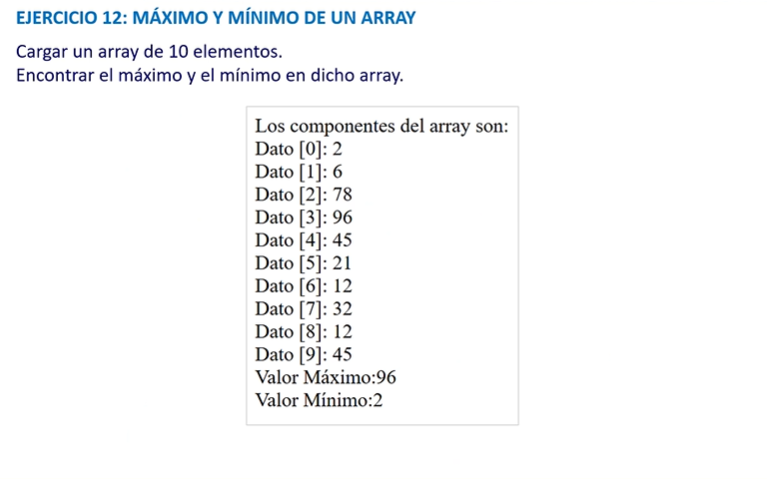 EJERCICIO 12: MÁXIMO Y MÍNIMO DE UN ARRAY
Cargar un array de 10 elementos.
Encontrar el máximo y el mínimo en dicho array.
Los componentes del array son:
Dato [0]: 2
Dato [1]: 6
Dato [2]: 78
Dato [3]: 96
Dato [4]: 45
Dato [5]: 21
Dato [6]: 12
Dato [7]: 32
Dato [8]: 12
Dato [9]: 45
Valor Máximo:96
Valor Mínimo:2